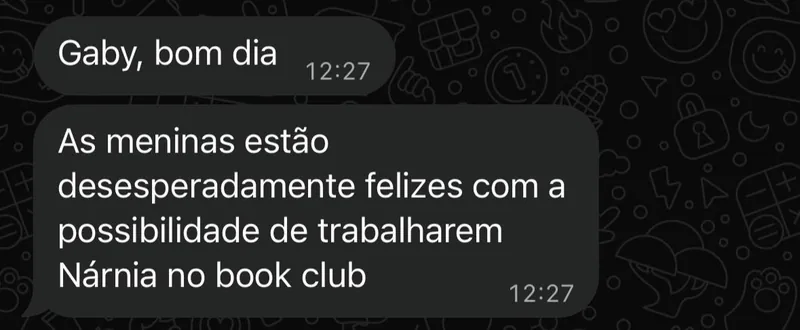 Gaby, bom dia
12:27
As meninas estão
desesperadamente felizes com a
possibilidade de trabalharem
Nárnia no book club
12:27